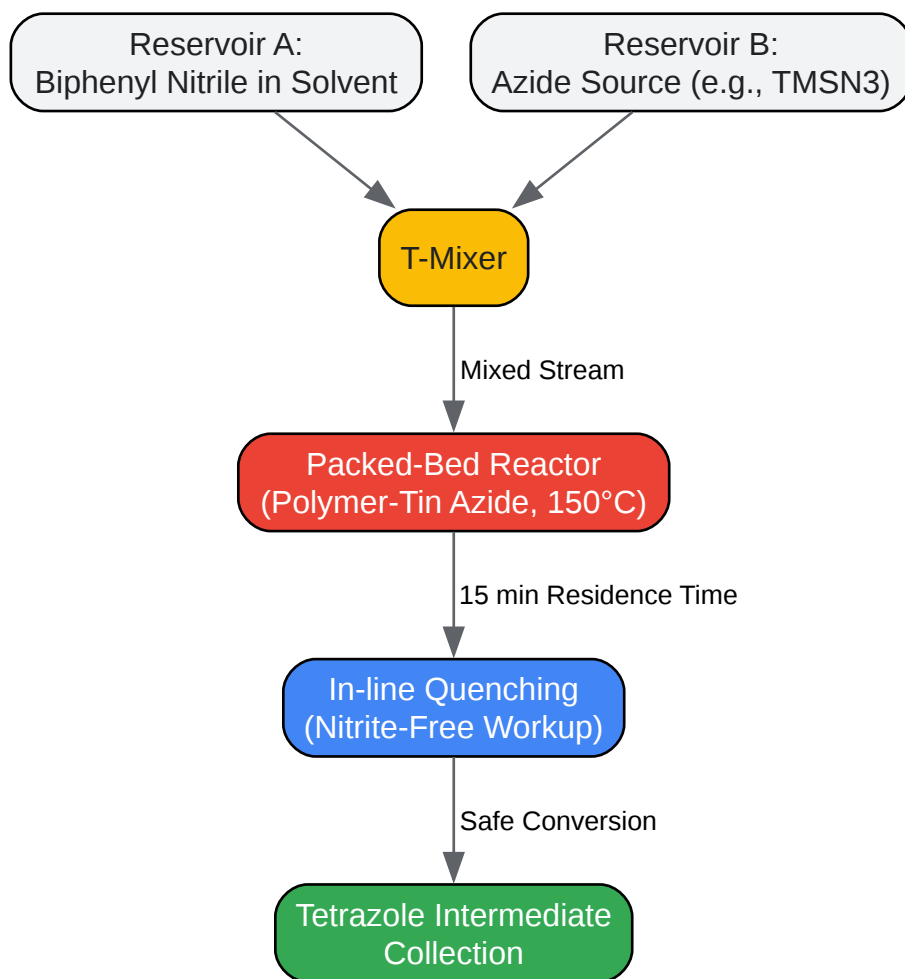 Reservoir A:
Biphenyl Nitrile in Solvent
Reservoir B:
Azide Source (e.g., TMSN3)
T-Mixer
Mixed Stream
Packed-Bed Reactor
(Polymer-Tin Azide, 150°C)
15 min Residence Time
In-line Quenching
(Nitrite-Free Workup)
Safe Conversion
Tetrazole Intermediate
Collection